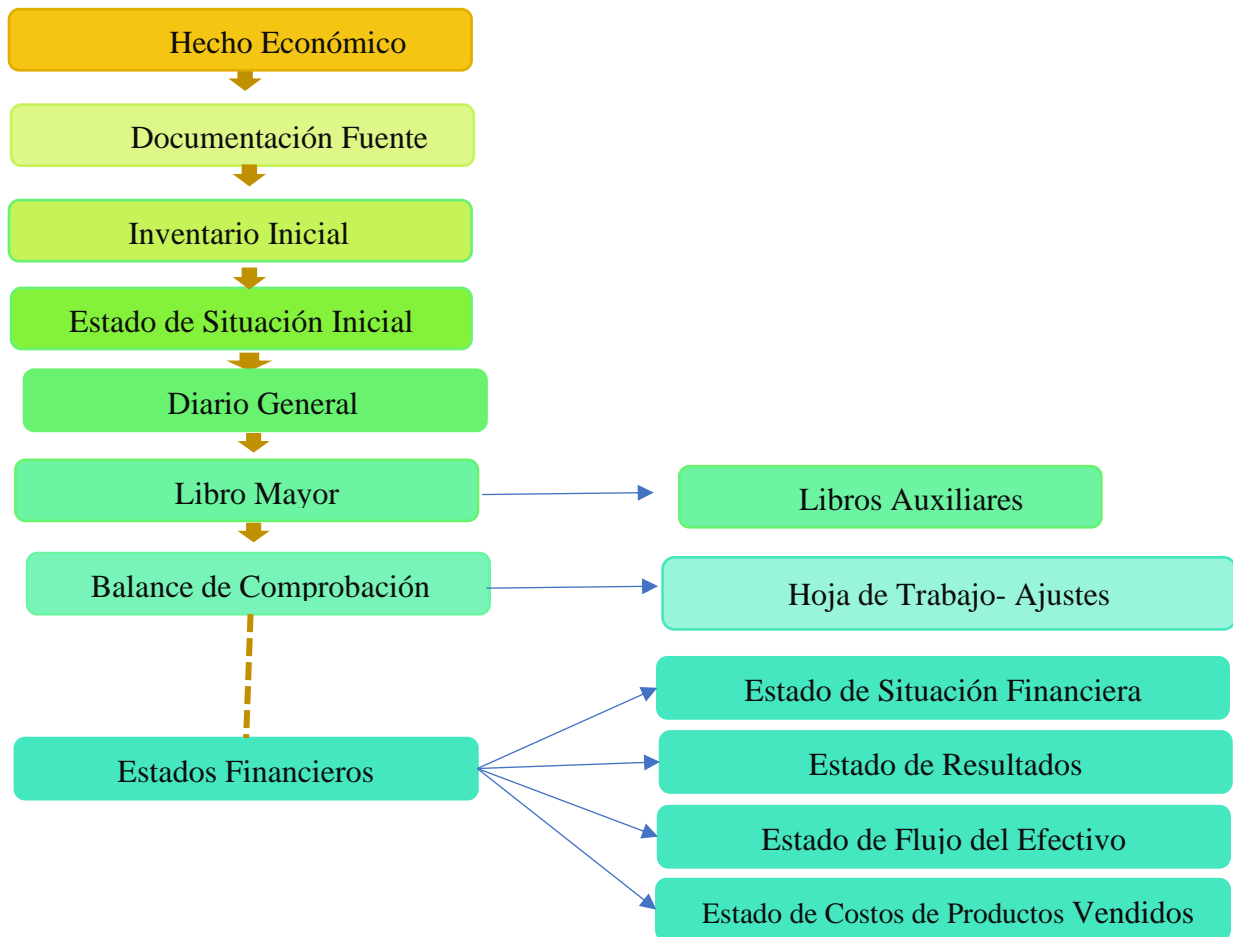 Hecho Económico
Documentación Fuente
Inventario Inicial
Estado de Situación Inicial
Diario General
Libro Mayor
Libros Auxiliares
Balance de Comprobación
Hoja de Trabajo- Ajustes
Estado de Situación Financiera
Estados Financieros
Estado de Resultados
Estado de Flujo del Efectivo
Estado de Costos de Productos Vendidos